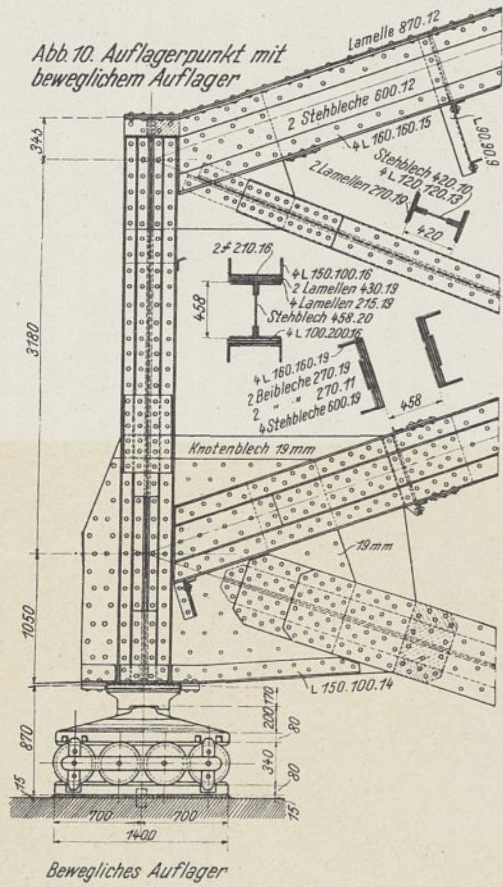 Abb. 10. Auflagerpunkt mit
beweglichem Auflager
Lamelle 870.12
2 Stehbleche 600.12
4 L 160.160.15
L 90.90.9
Stehblech 420.10
4 L 120.120.13
2 Lamellen 270.19
420
345
3180
1050
870
15
2 ≠ 210.16
4 L 150.100.16
2 Lamellen 430.19
4 Lamellen 215.19
Stehblech 458.20
4 L 100.200.16
458
4 L 160.160.19
2 Beibleche 270.19
2 " " 270.11
4 Stehbleche 600.19
458
Knotenblech 19 mm
19 mm
L 150.100.14
200 170
80
340
80
15
700
700
1400
Bewegliches Auflager